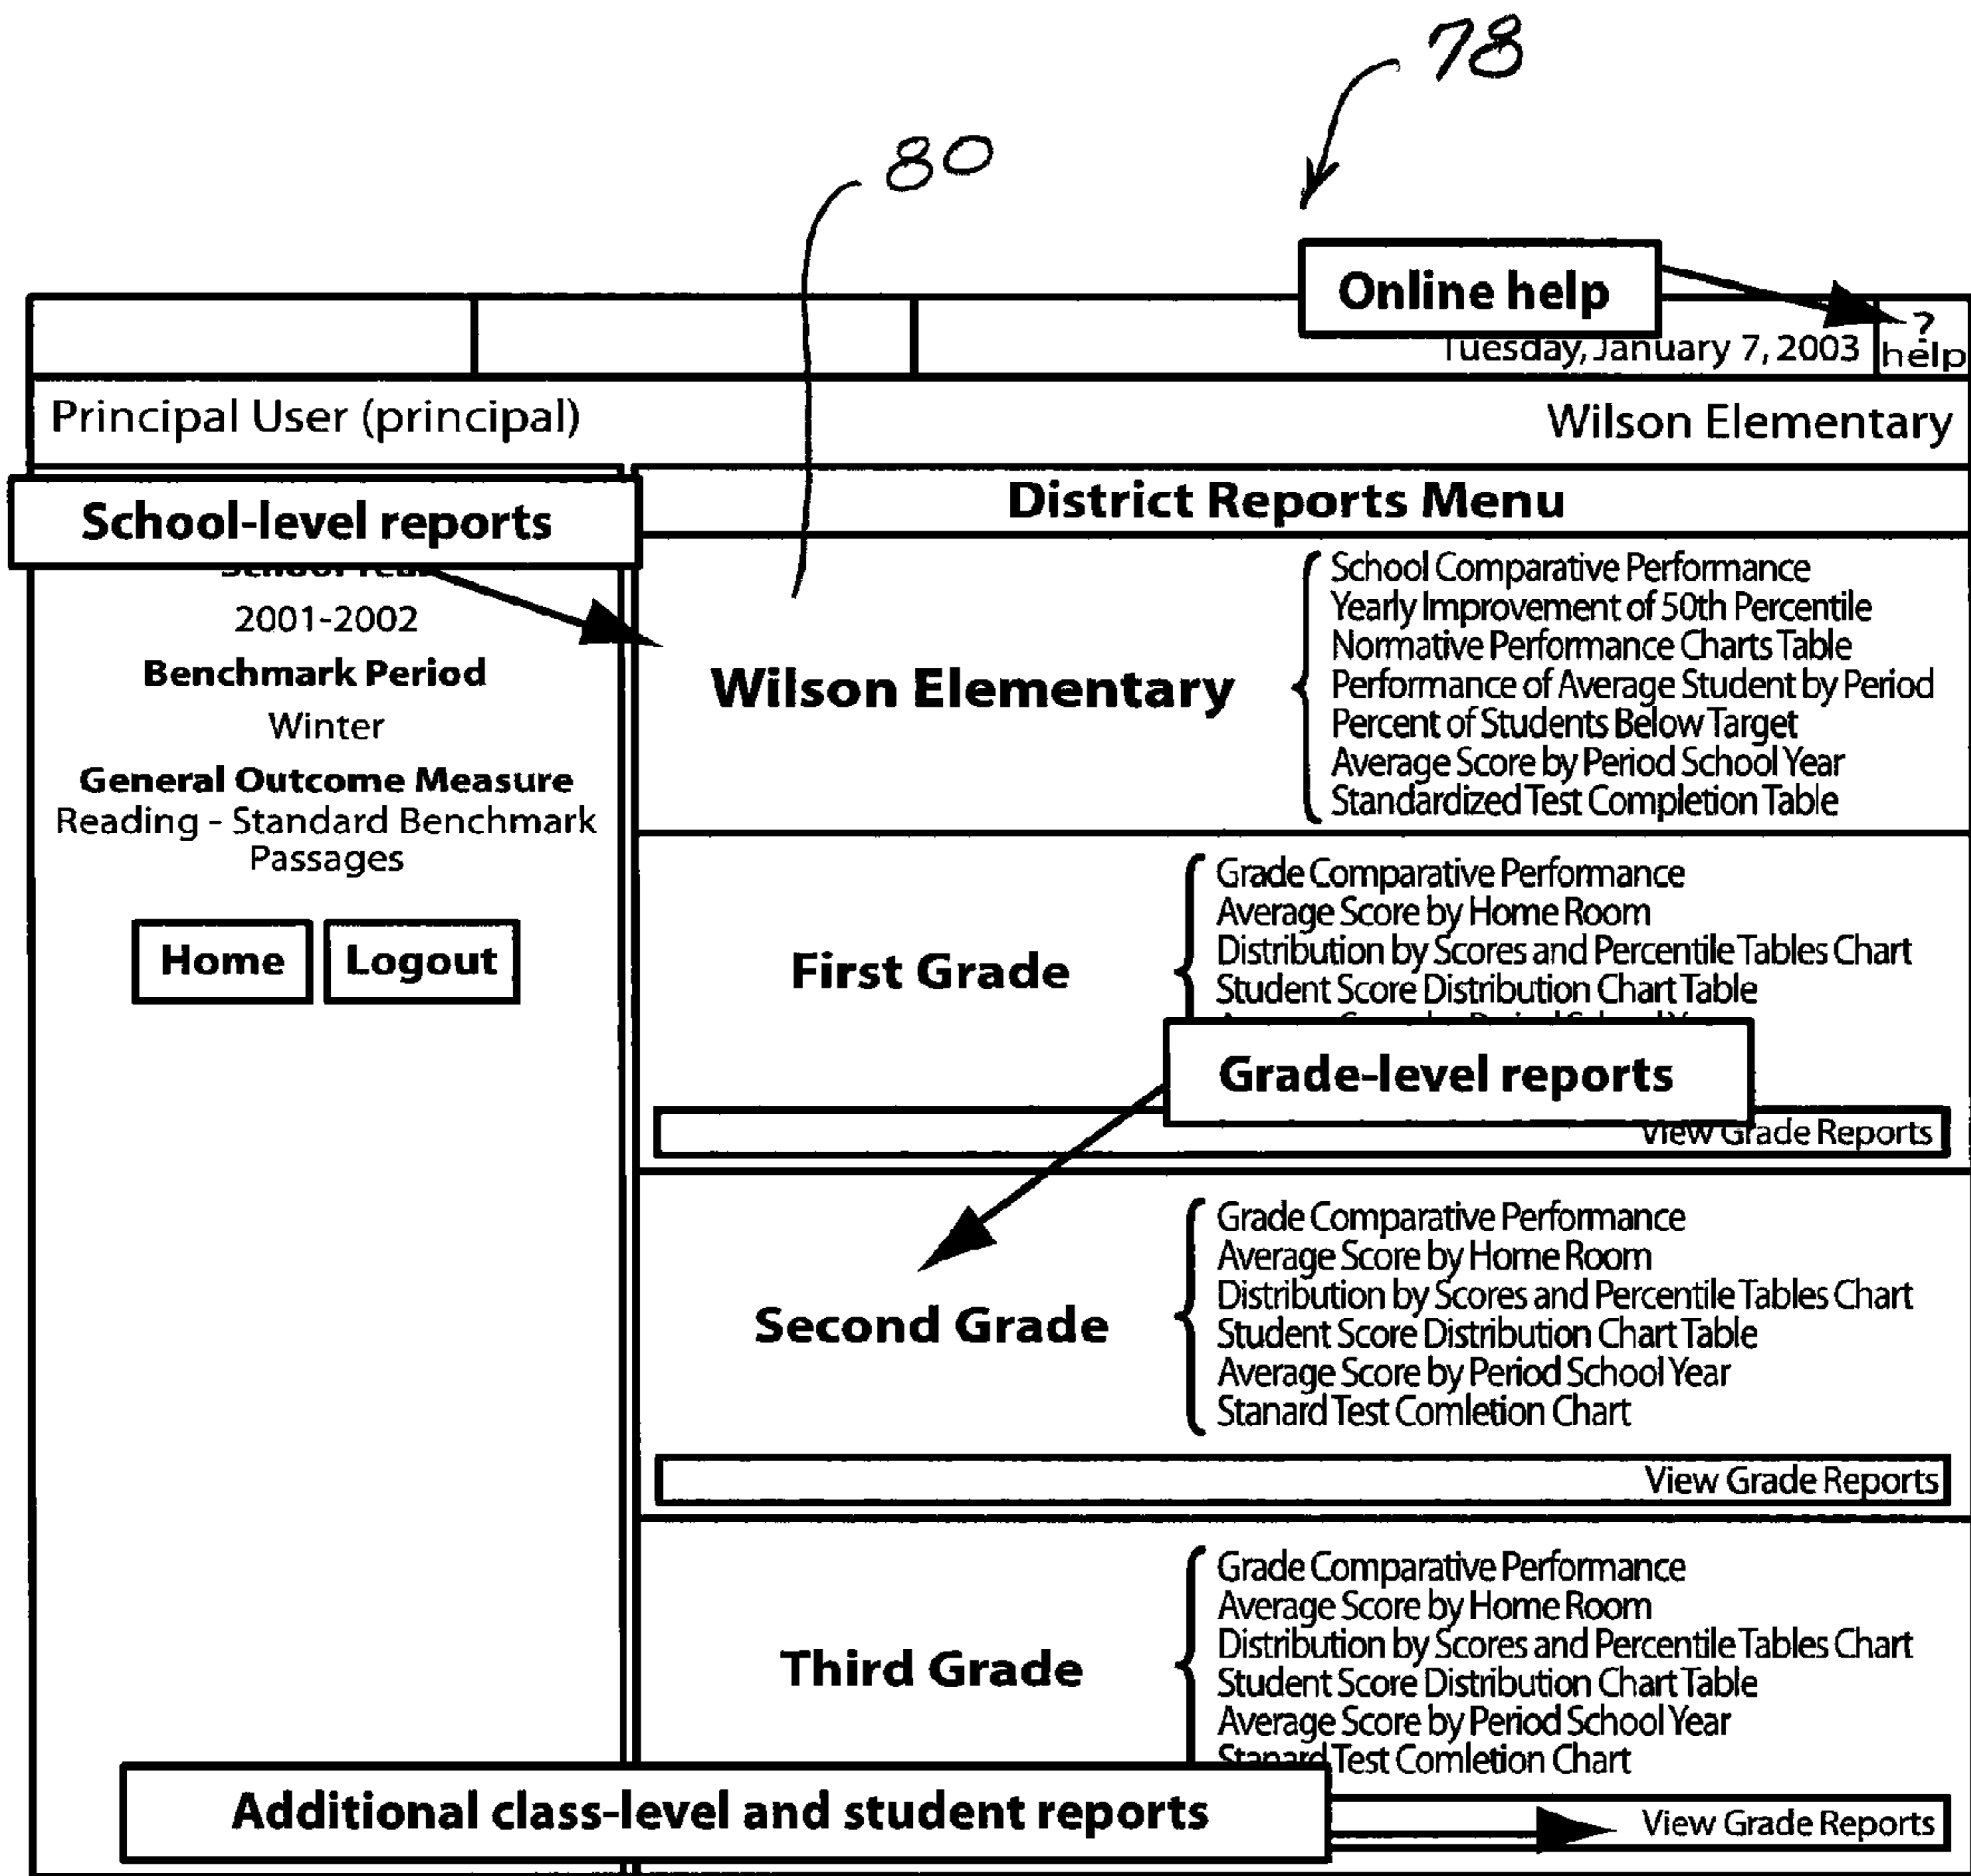 78
80
Online help
Tuesday, January 7, 2003
?
help
Principal User (principal)
Wilson Elementary
School-level reports
District Reports Menu
School Year
2001-2002
Benchmark Period
Winter
General Outcome Measure
Reading - Standard Benchmark
Passages
Home
Logout
Wilson Elementary
School Comparative Performance
Yearly Improvement of 50th Percentile
Normative Performance Charts Table
Performance of Average Student by Period
Percent of Students Below Target
Average Score by Period School Year
Standardized Test Completion Table
First Grade
Grade Comparative Performance
Average Score by Home Room
Distribution by Scores and Percentile Tables Chart
Student Score Distribution Chart Table
Grade-level reports
View Grade Reports
Second Grade
Grade Comparative Performance
Average Score by Home Room
Distribution by Scores and Percentile Tables Chart
Student Score Distribution Chart Table
Average Score by Period School Year
Stanard Test Comletion Chart
View Grade Reports
Third Grade
Grade Comparative Performance
Average Score by Home Room
Distribution by Scores and Percentile Tables Chart
Student Score Distribution Chart Table
Average Score by Period School Year
Stanard Test Comletion Chart
Additional class-level and student reports
View Grade Reports